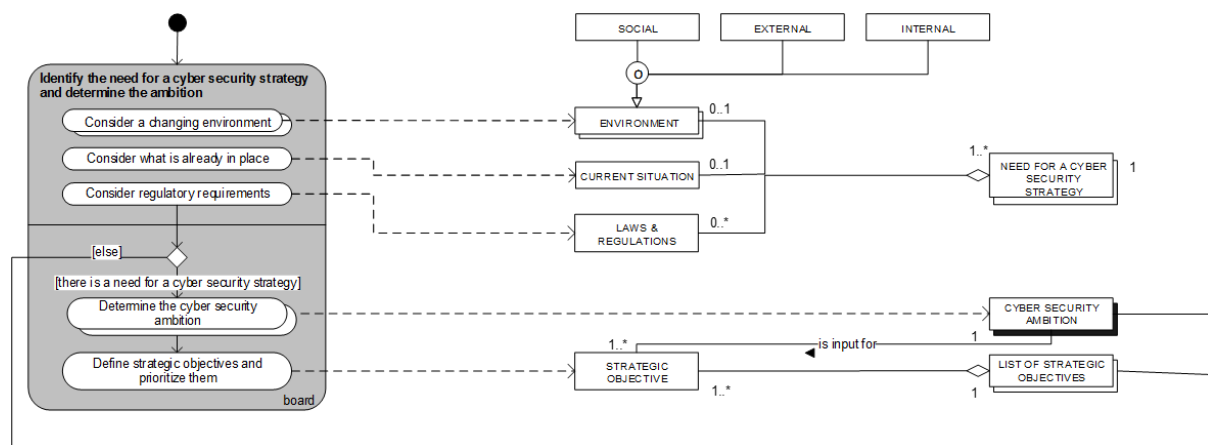 SOCIAL
EXTERNAL
INTERNAL
O
Identify the need for a cyber security strategy
and determine the ambition
Consider a changing environment
Consider what is already in place
Consider regulatory requirements
ENVIRONMENT
0..1
CURRENT SITUATION
0..1
LAWS &
REGULATIONS
0..*
1..*
NEED FOR A CYBER
SECURITY
STRATEGY
1
[else]
[there is a need for a cyber security strategy]
Determine the cyber security
ambition
Define strategic objectives and
prioritize them
board
CYBER SECURITY
AMBITION
1
is input for
1..*
STRATEGIC
OBJECTIVE
1..*
1
LIST OF STRATEGIC
OBJECTIVES